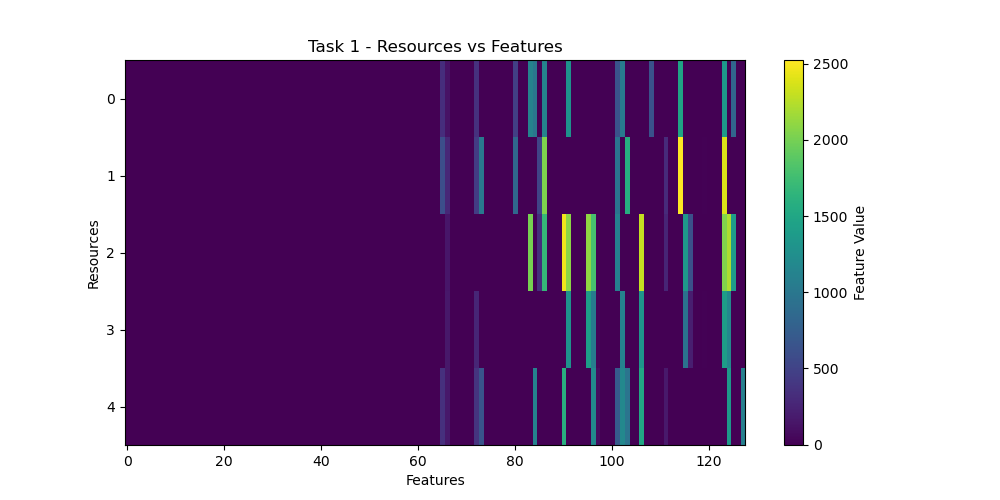 Task 1 - Resources vs Features
Resources
0
1
2
3
4
0 20 40 60 80 100 120
Features
2500
2000
1500
1000
500
0
Feature Value